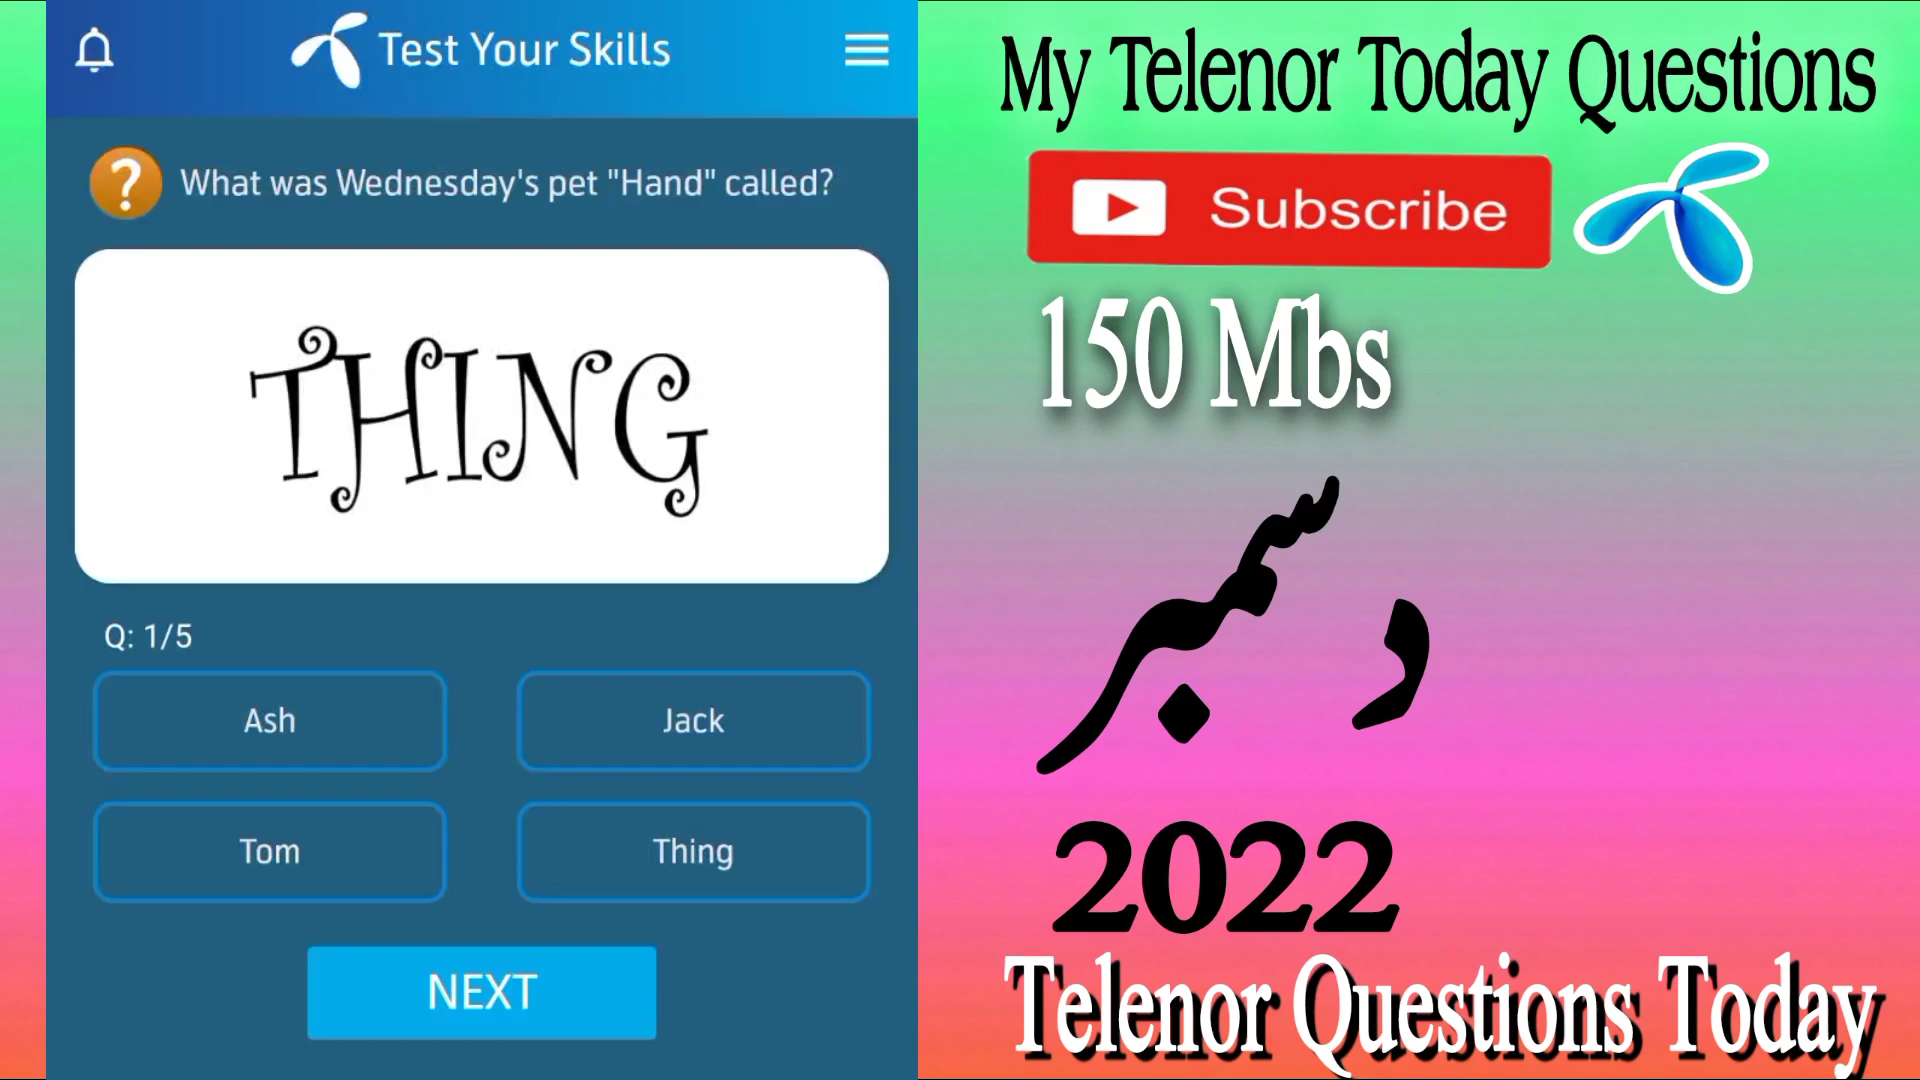 Test Your Skills
? What was Wednesday's pet "Hand" called?
THING
Q: 1/5
Ash
Jack
Tom
Thing
NEXT
My Telenor Today Questions
Subscribe
150 Mbs
دسمبر
2022
Telenor Questions Today